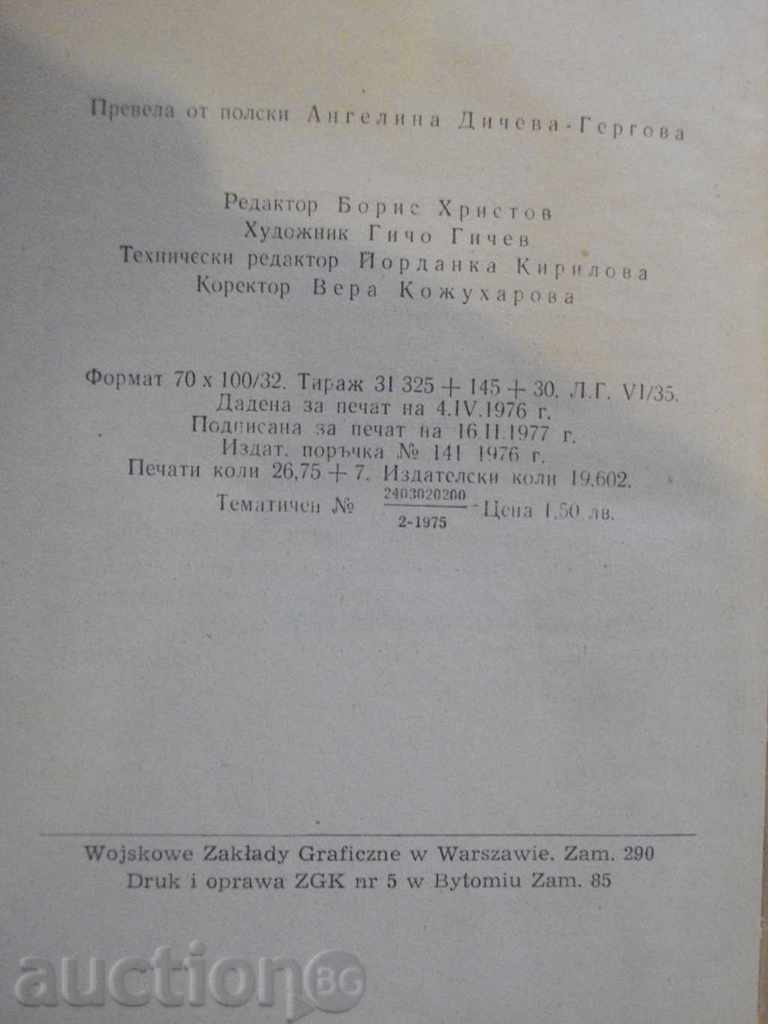 Превела от полски Ангелина Дичева-Гергова
Редактор Борис Христов
Художник Гичо Гичев
Технически редактор Йорданка Кирилова
Коректор Вера Кожухарова
Формат 70 х 100/32. Тараж 31 325 + 145 + 30. Л.Г. VI/35.
Дадена за печат на 4.IV.1976 г.
Подписана за печат на 16.II.1977 г.
Издат. поръчка № 141 1976 г.
Печати коли 26,75 + 7. Издателски коли 19,602.
Тематичен № 2403020200/2-1975 - Цена 1,50 лв.
Wojskowe Zakłady Graficzne w Warszawie. Zam. 290
Druk i oprawa ZGK nr 5 w Bytomiu Zam. 85
auction BG